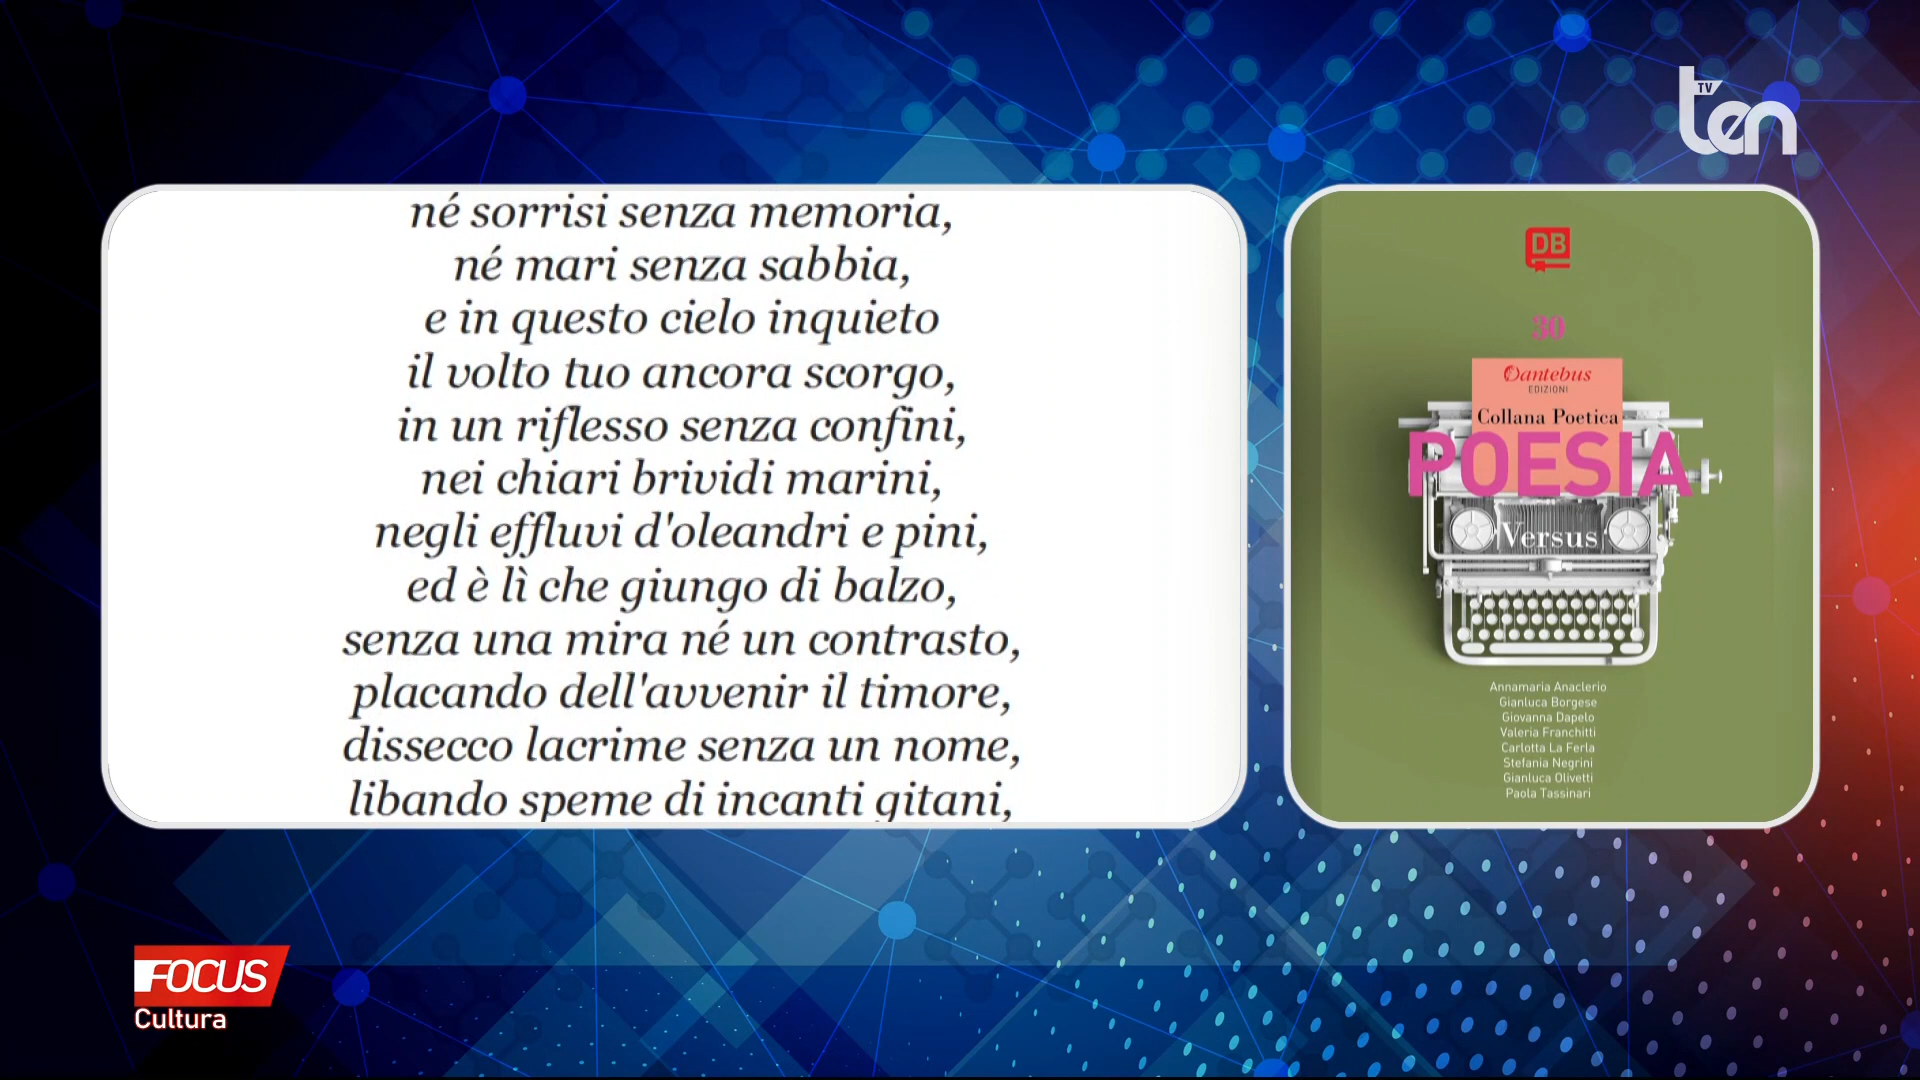 TV
ten
né sorrisi senza memoria,
né mari senza sabbia,
e in questo cielo inquieto
il volto tuo ancora scorgo,
in un riflesso senza confini,
nei chiari brividi marini,
negli effluvi d'oleandri e pini,
ed è lì che giungo di balzo,
senza una mira né un contrasto,
placando dell'avvenir il timore,
dissecco lacrime senza un nome,
libando speme di incanti gitani,
DB
30
Dantebus
EDIZIONI
Collana Poetica
POESIA
Versus
Annamaria Anaclerio
Gianluca Borgese
Giovanna Dapelo
Valeria Franchitti
Carlotta La Ferla
Stefania Negrini
Gianluca Olivetti
Paola Tassinari
FOCUS
Cultura